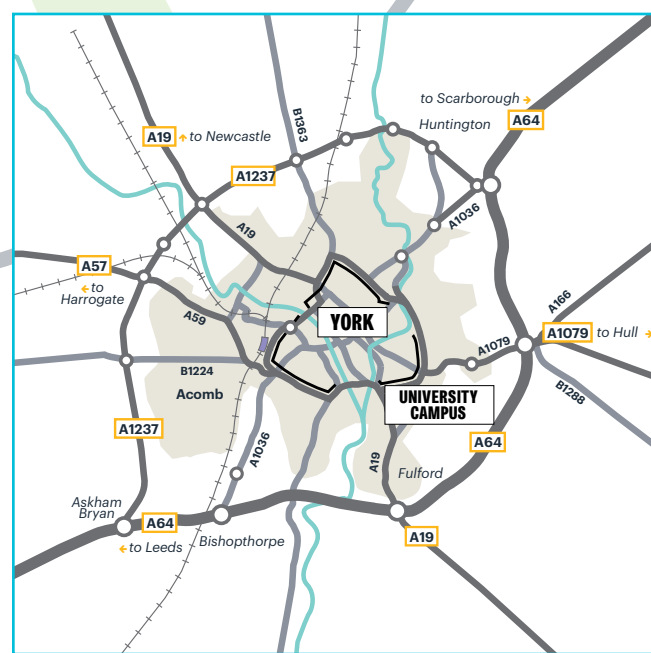 to Scarborough →
A64
Huntington
B1363
A19 ↑ to Newcastle
A1237
A1036
A19
A57
← to
Harrogate
A59
YORK
A166
A1079 to Hull →
A1079
B1224
Acomb
B1288
UNIVERSITY
CAMPUS
A1237
A64
A1036
A19
Fulford
Askham
Bryan
A64
← to Leeds
Bishopthorpe
A19